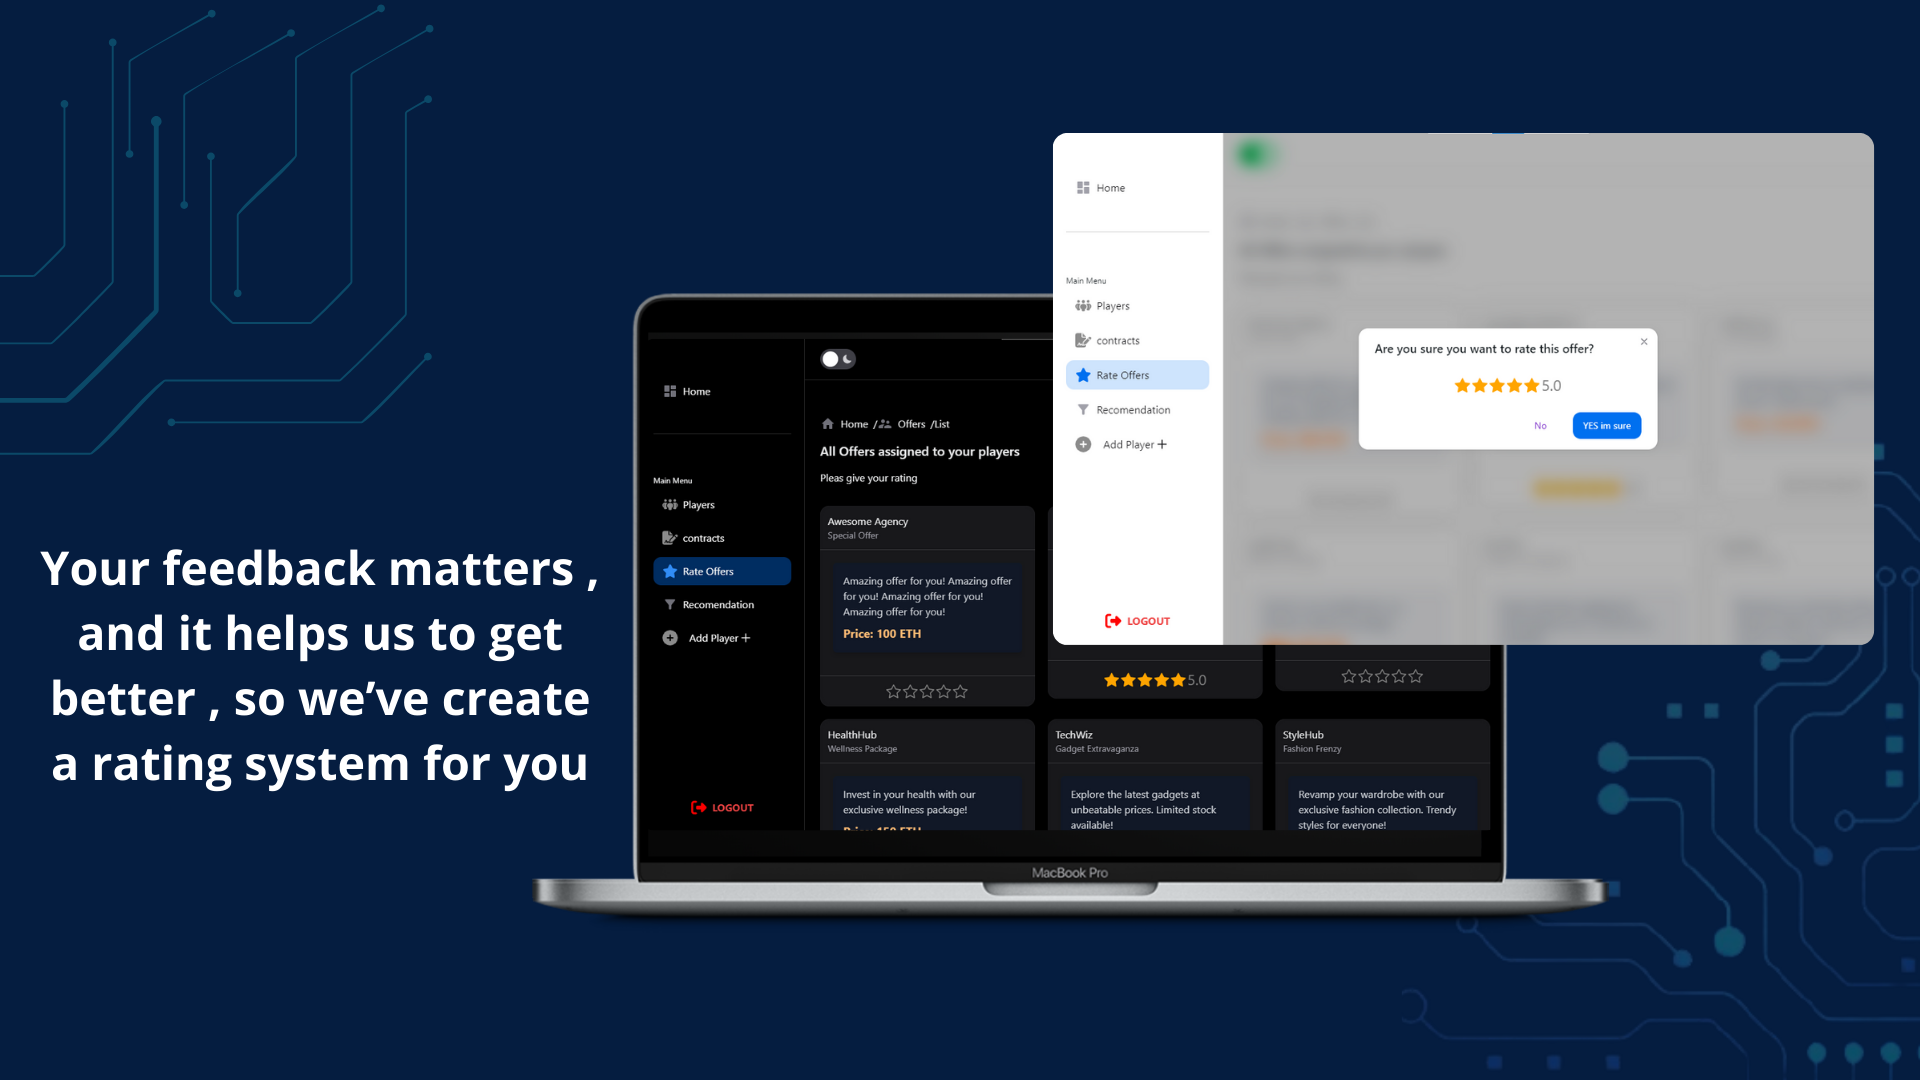 Your feedback matters ,
and it helps us to get
better , so we’ve create
a rating system for you
Home
Main Menu
Players
contracts
Rate Offers
Recomendation
Add Player +
LOGOUT
Home / Offers /List
All Offers assigned to your players
Pleas give your rating
Awesome Agency
Special Offer
Amazing offer for you! Amazing offer
for you! Amazing offer for you!
Amazing offer for you!
Price: 100 ETH
5.0
HealthHub
Wellness Package
Invest in your health with our
exclusive wellness package!
Price: 150 ETH
TechWiz
Gadget Extravaganza
Explore the latest gadgets at
unbeatable prices. Limited stock
available!
StyleHub
Fashion Frenzy
Revamp your wardrobe with our
exclusive fashion collection. Trendy
styles for everyone!
MacBook Pro
Home
Main Menu
Players
contracts
Rate Offers
Recomendation
Add Player +
LOGOUT
Are you sure you want to rate this offer?
5.0
No
YES im sure